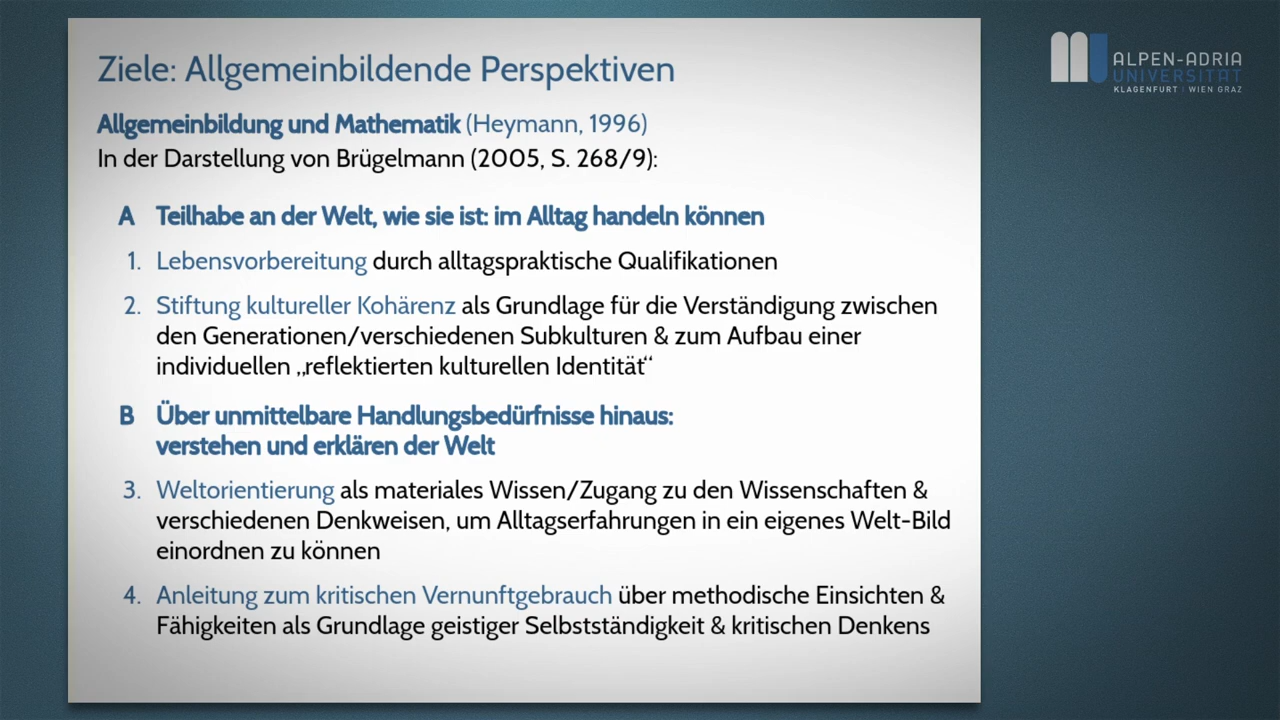 Ziele: Allgemeinbildende Perspektiven
Allgemeinbildung und Mathematik (Heymann, 1996)
In der Darstellung von Brügelmann (2005, S. 268/9):
A Teilhabe an der Welt, wie sie ist: im Alltag handeln können
1. Lebensvorbereitung durch alltagspraktische Qualifikationen
2. Stiftung kultureller Kohärenz als Grundlage für die Verständigung zwischen
den Generationen/verschiedenen Subkulturen & zum Aufbau einer
individuellen „reflektierten kulturellen Identität“
B Über unmittelbare Handlungsbedürfnisse hinaus:
verstehen und erklären der Welt
3. Weltorientierung als materiales Wissen/Zugang zu den Wissenschaften &
verschiedenen Denkweisen, um Alltagserfahrungen in ein eigenes Welt-Bild
einordnen zu können
4. Anleitung zum kritischen Vernunftgebrauch über methodische Einsichten &
Fähigkeiten als Grundlage geistiger Selbstständigkeit & kritischen Denkens
ALPEN-ADRIA
UNIVERSITÄT
KLAGENFURT | WIEN GRAZ